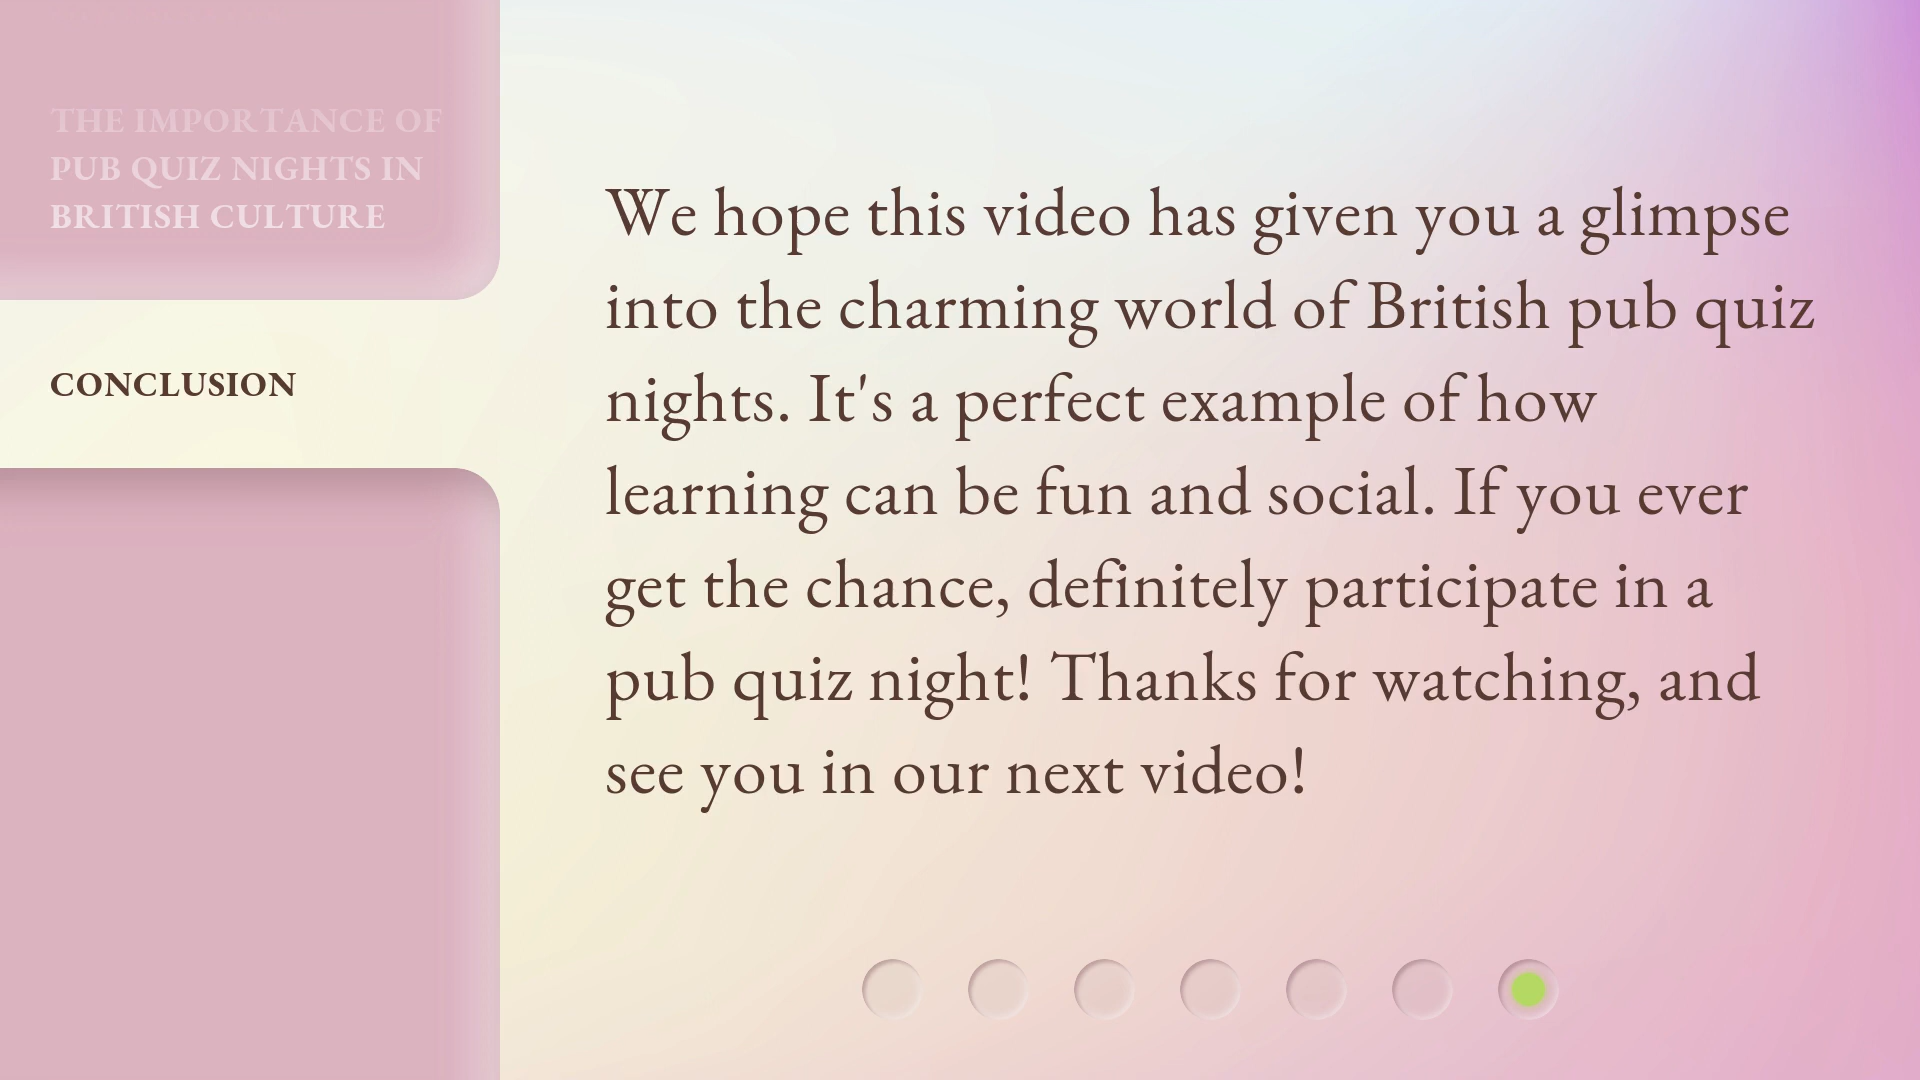 THE IMPORTANCE OF
PUB QUIZ NIGHTS IN
BRITISH CULTURE
CONCLUSION
We hope this video has given you a glimpse
into the charming world of British pub quiz
nights. It's a perfect example of how
learning can be fun and social. If you ever
get the chance, definitely participate in a
pub quiz night! Thanks for watching, and
see you in our next video!